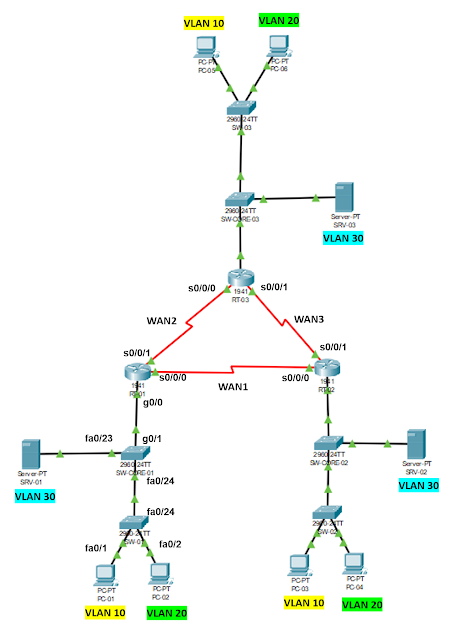 VLAN 10
VLAN 20
PC-PT
PC-05
PC-PT
PC-06
2960-24TT
SW-03
2960-24TT
SW-CORE-03
Server-PT
SRV-03
VLAN 30
1941
RT-03
s0/0/0
s0/0/1
WAN2
WAN3
s0/0/1
s0/0/1
1941
RT-01
s0/0/0
s0/0/0
1941
RT-02
WAN1
g0/0
fa0/23
g0/1
Server-PT
SRV-01
VLAN 30
2960-24TT
SW-CORE-01
fa0/24
2960-24TT
SW-CORE-02
Server-PT
SRV-02
VLAN 30
fa0/24
2960-24TT
2960-24TT
fa0/1
fa0/2
PC-PT
PC-01
PC-PT
PC-02
VLAN 10
VLAN 20
PC-PT
PC-03
PC-PT
PC-04
VLAN 10
VLAN 20